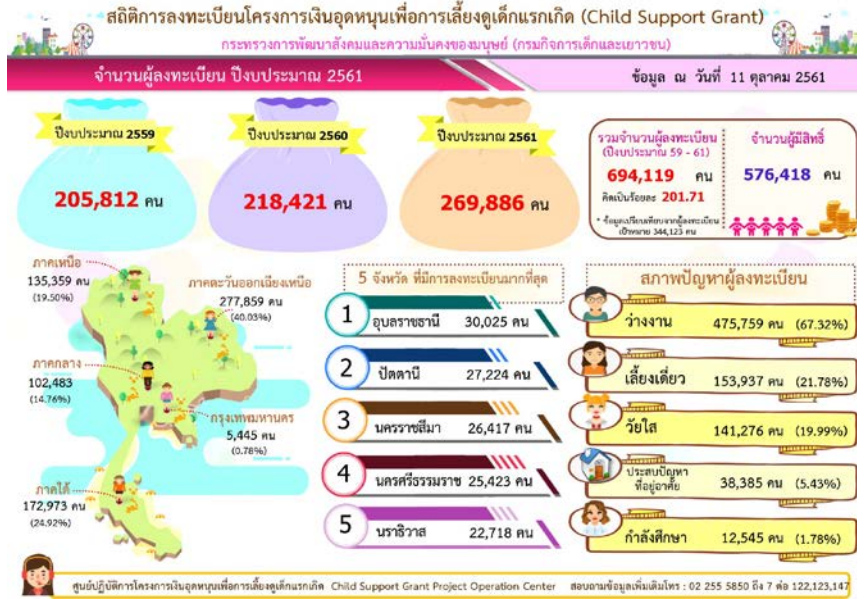 สถิติการลงทะเบียนโครงการเงินอุดหนุนเพื่อการเลี้ยงดูเด็กแรกเกิด (Child Support Grant)
กระทรวงการพัฒนาสังคมและความมั่นคงของมนุษย์ (กรมกิจการเด็กและเยาวชน)
จำนวนผู้ลงทะเบียน ปีงบประมาณ 2561
ข้อมูล ณ วันที่ 11 ตุลาคม 2561
ปีงบประมาณ 2559
205,812 คน
ปีงบประมาณ 2560
218,421 คน
ปีงบประมาณ 2561
269,886 คน
รวมจำนวนผู้ลงทะเบียน
(ปีงบประมาณ 59 - 61)
694,119 คน
คิดเป็นร้อยละ 201.71
* ข้อมูลเปรียบเทียบจากผู้ลงทะเบียน
เป้าหมาย 344,123 คน
จำนวนผู้มีสิทธิ์
576,418 คน
ภาคเหนือ
135,359 คน
(19.50%)
ภาคตะวันออกเฉียงเหนือ
277,859 คน
(40.03%)
ภาคกลาง
102,483
(14.76%)
กรุงเทพมหานคร
5,445 คน
(0.78%)
ภาคใต้
172,973 คน
(24.92%)
5 จังหวัด ที่มีการลงทะเบียนมากที่สุด
1 อุบลราชธานี 30,025 คน
2 ปัตตานี 27,224 คน
3 นครราชสีมา 26,417 คน
4 นครศรีธรรมราช 25,423 คน
5 นราธิวาส 22,718 คน
สภาพปัญหาผู้ลงทะเบียน
ว่างงาน 475,759 คน (67.32%)
เลี้ยงเดี่ยว 153,937 คน (21.78%)
วัยใส 141,276 คน (19.99%)
ประสบปัญหา
ที่อยู่อาศัย 38,385 คน (5.43%)
กำลังศึกษา 12,545 คน (1.78%)
ศูนย์ปฏิบัติการโครงการเงินอุดหนุนเพื่อการเลี้ยงดูเด็กแรกเกิด Child Support Grant Project Operation Center สอบถามข้อมูลเพิ่มเติมโทร : 02 255 5850 ถึง 7 ต่อ 122,123,147